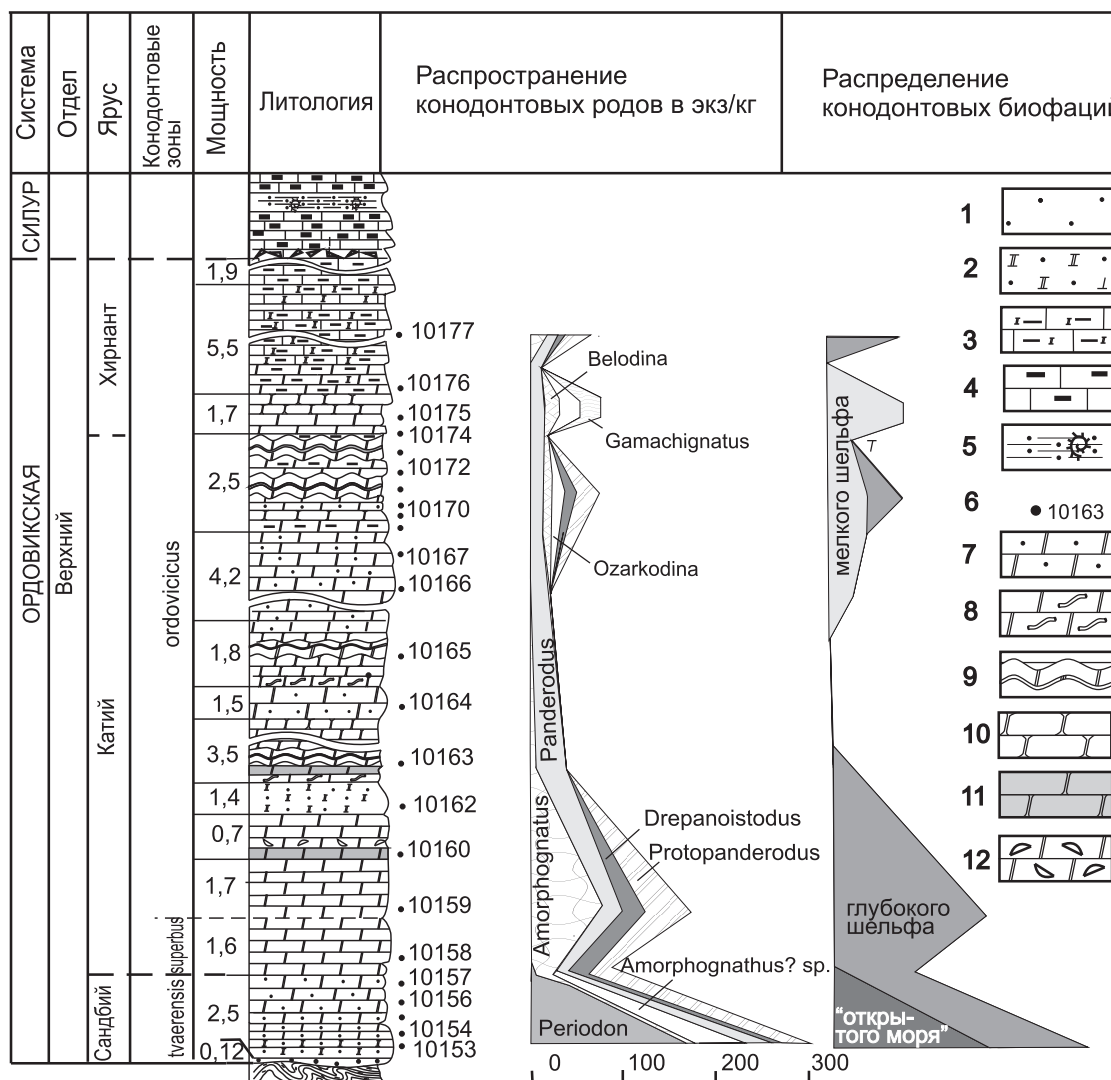 Система
Отдел
Ярус
Конодонтовые
зоны
Мощность
Литология
Распространение
конодонтовых родов в экз/кг
Распределение
конодонтовых биофаций
СИЛУР
ОРДОВИКСКАЯ
Верхний
Хирнант
Катий
Сандбий
ordovicicus
superbus
tvaerensis
1,9
5,5
1,7
2,5
4,2
1,8
1,5
3,5
1,4
0,7
1,7
1,6
2,5
0,12
10177
10176
10175
10174
10172
10170
10167
10166
10165
10164
10163
10162
10160
10159
10158
10157
10156
10154
10153
Belodina
Gamachignatus
Ozarkodina
Panderodus
Amorphognatus
Drepanoistodus
Protopanderodus
Amorphognathus? sp.
Periodon
0 100 200 300
мелкого шельфа
T
глубокого
шельфа
"откры-
того моря"
1
2
3
4
5
6 10163
7
8
9
10
11
12